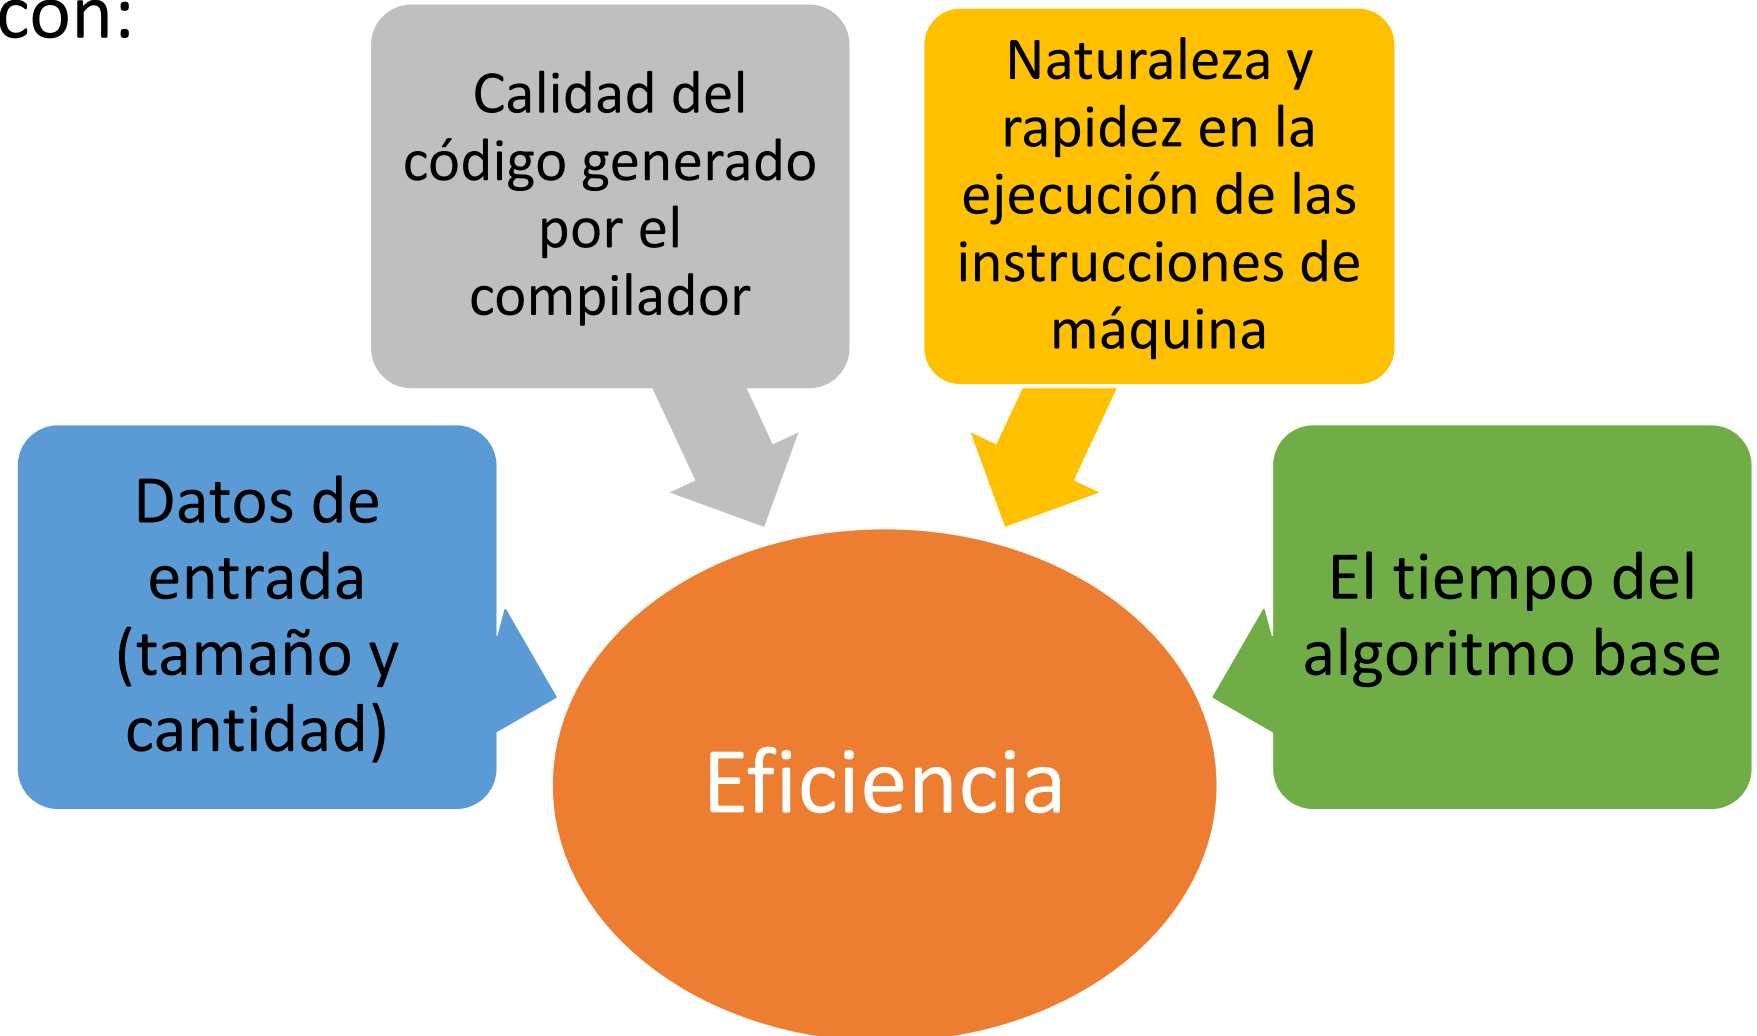 con:
Calidad del
código generado
por el
compilador
Naturaleza y
rapidez en la
ejecución de las
instrucciones de
máquina
Datos de
entrada
(tamaño y
cantidad)
El tiempo del
algoritmo base
Eficiencia